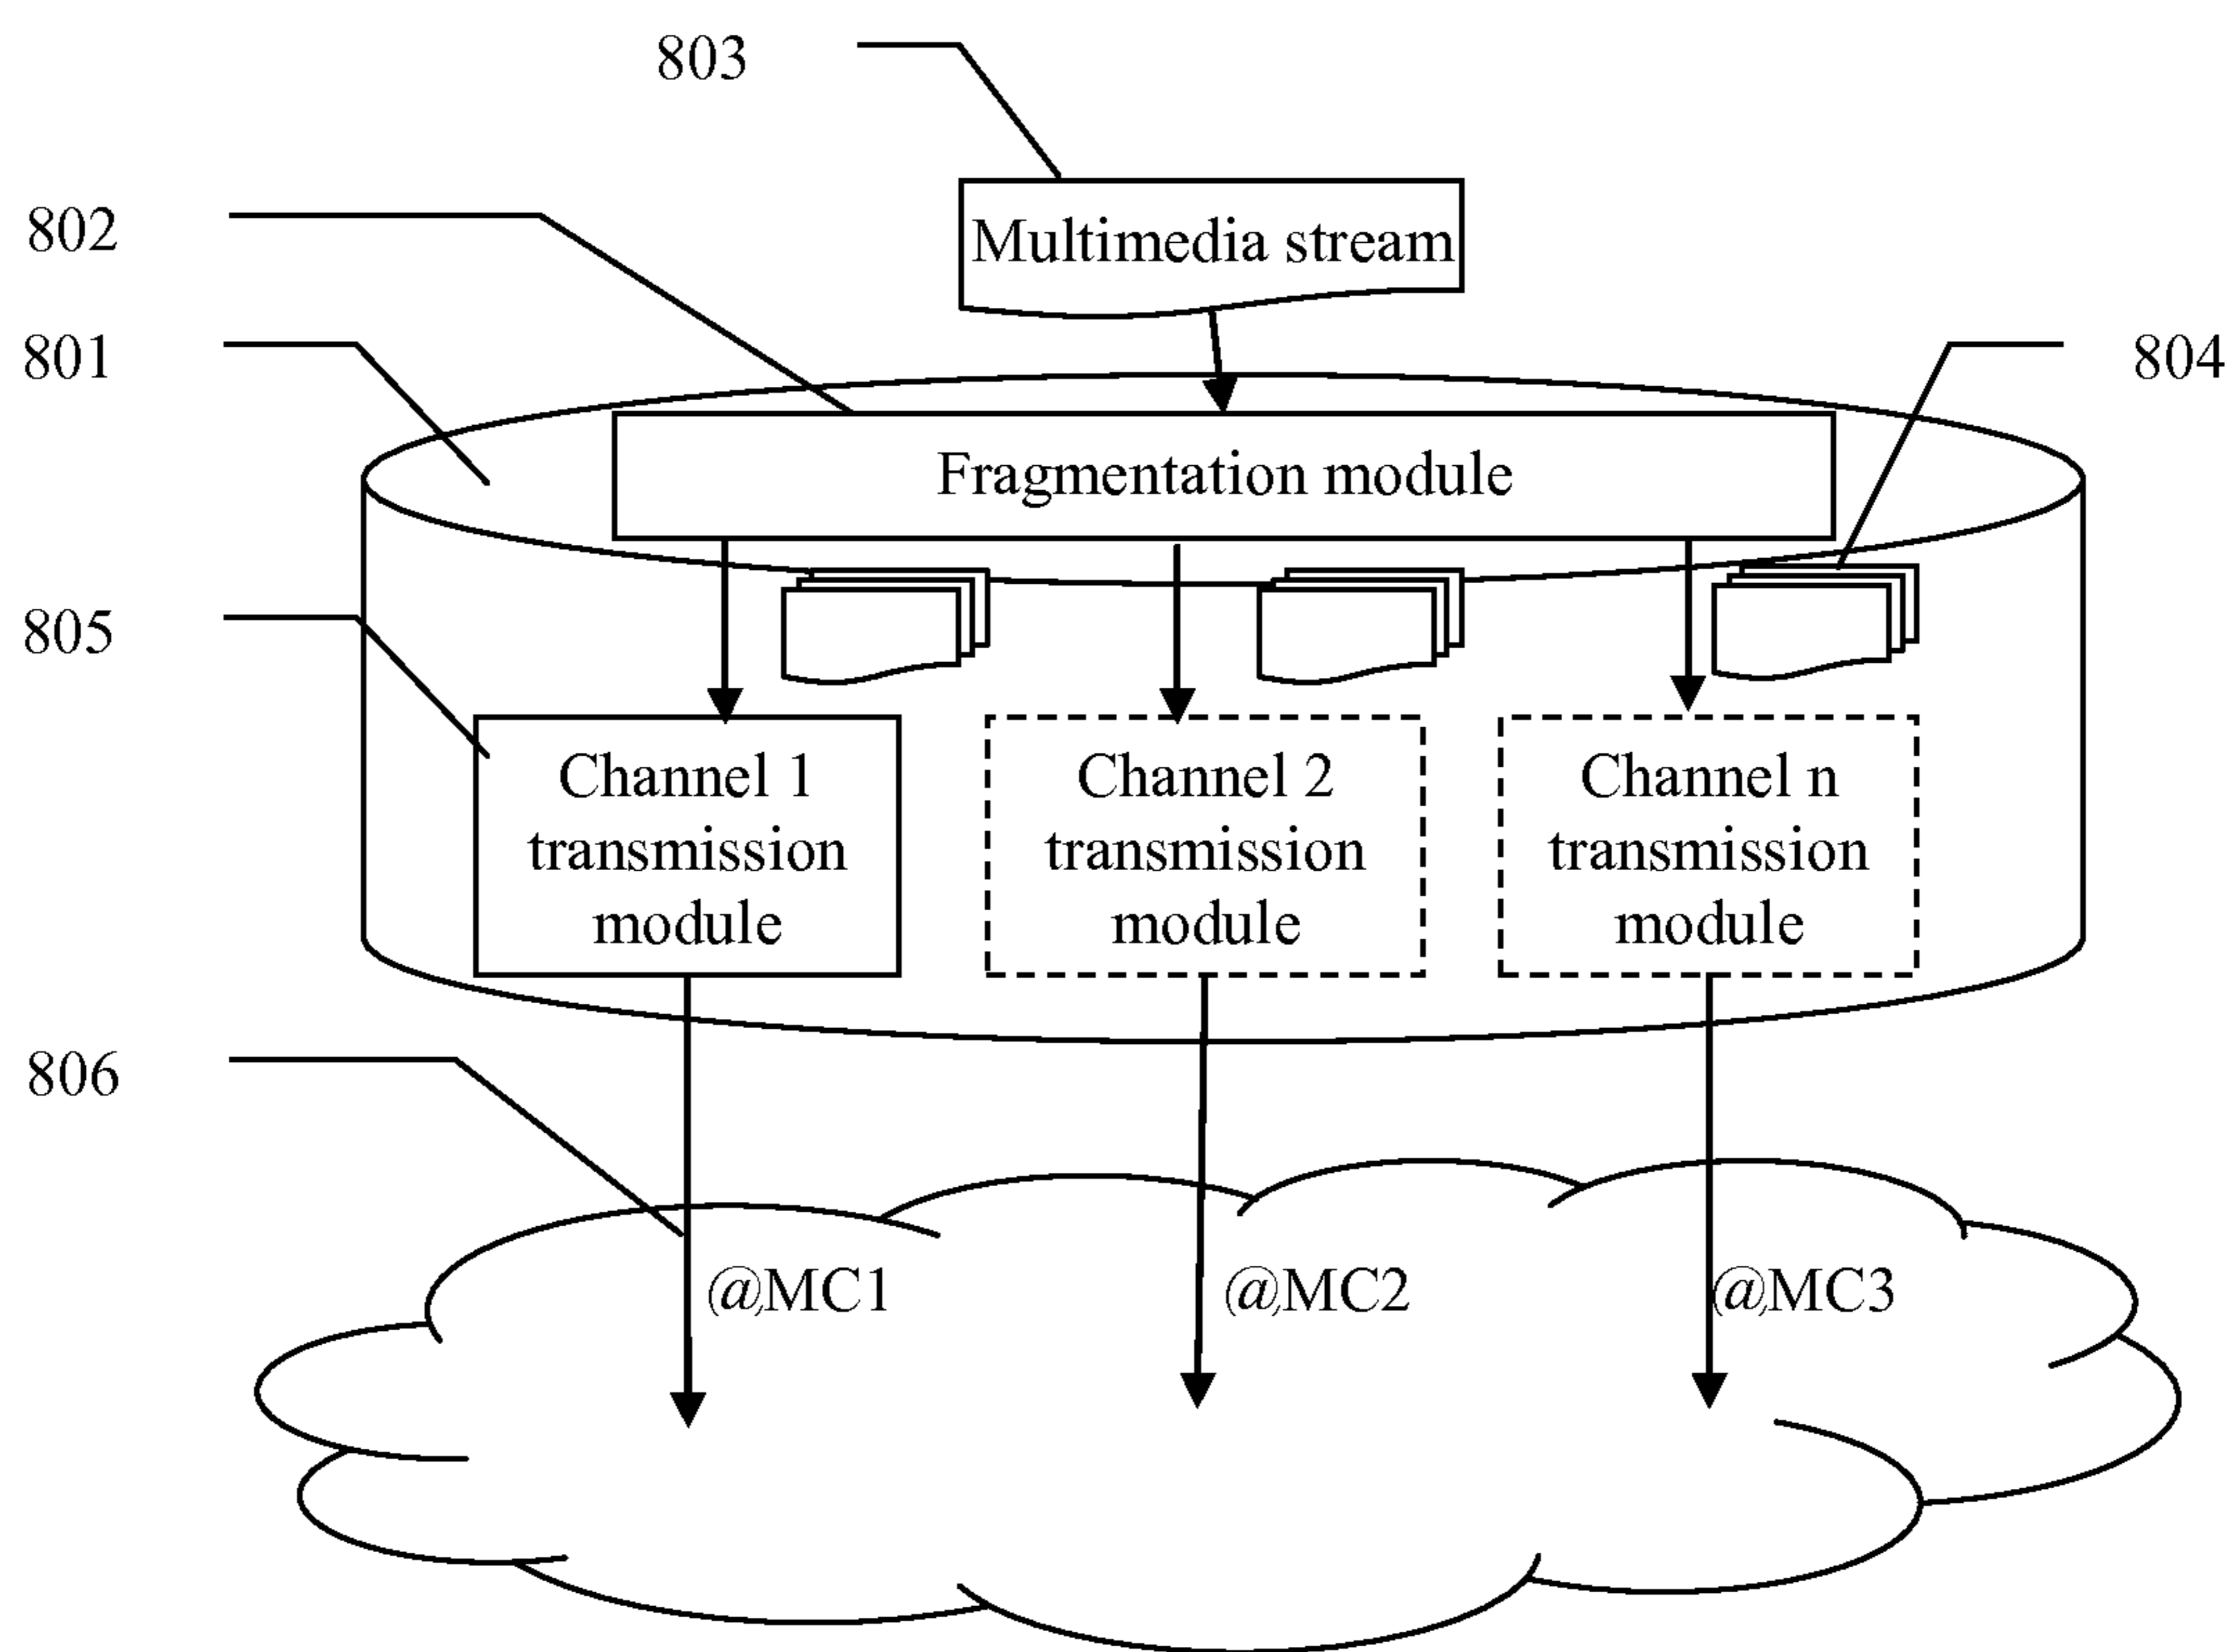 803
802
Multimedia stream
801
804
Fragmentation module
805
Channel 1
transmission
module
Channel 2
transmission
module
Channel n
transmission
module
806
@MC1
@MC2
@MC3